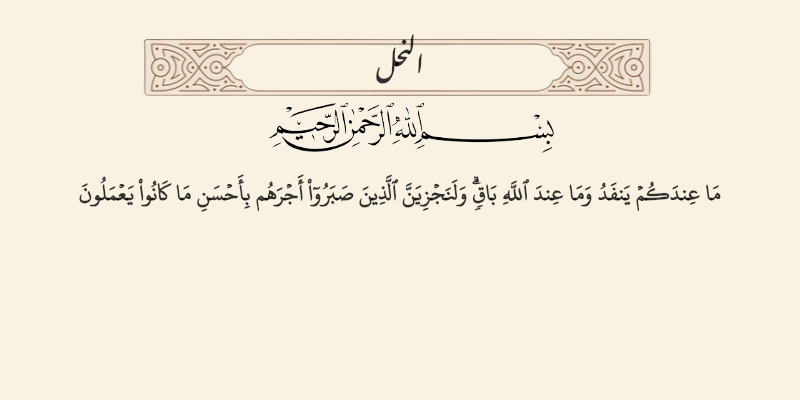 النحل
بِسْمِ ٱللَّهِ ٱلرَّحْمَٰنِ ٱلرَّحِيمِ
مَا عِندَكُمْ يَنفَدُ وَمَا عِندَ ٱللَّهِ بَاقٍۗ وَلَنَجْزِيَنَّ ٱلَّذِينَ صَبَرُوٓاْ أَجْرَهُم بِأَحْسَنِ مَا كَانُواْ يَعْمَلُونَ